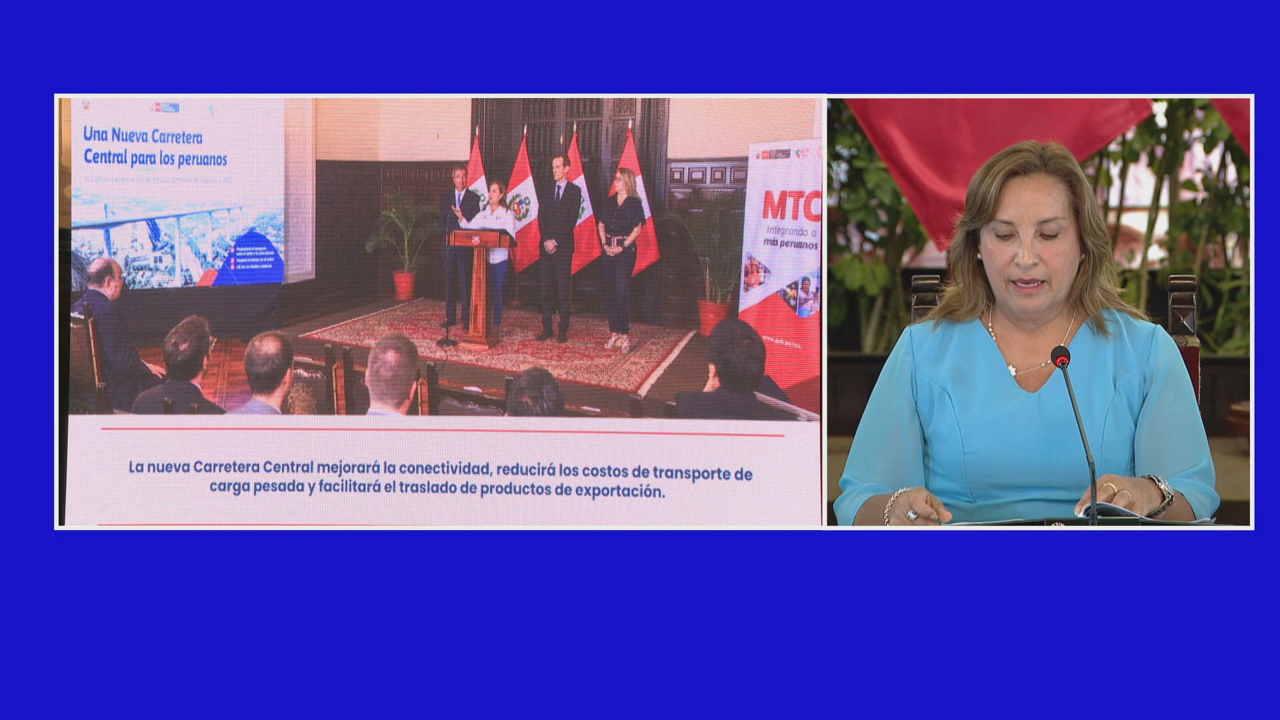 Una Nueva Carretera
Central para los peruanos
MTC
Integrando a
más peruanos
La nueva Carretera Central mejorará la conectividad, reducirá los costos de transporte de
carga pesada y facilitará el traslado de productos de exportación.